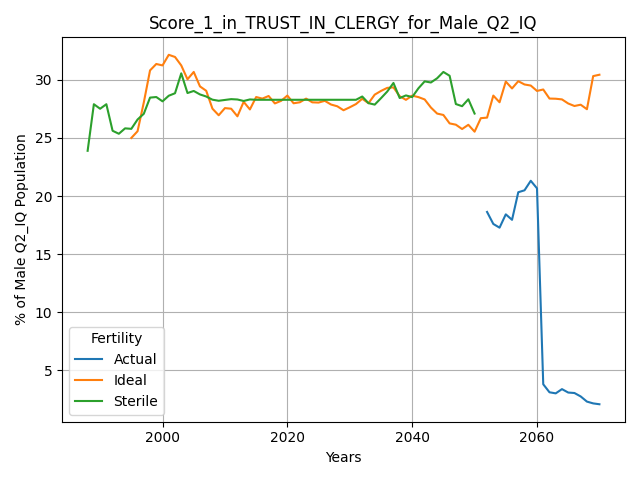 Score_1_in_TRUST_IN_CLERGY_for_Male_Q2_IQ
% of Male Q2_IQ Population
30
25
20
15
10
5
Fertility
Actual
Ideal
Sterile
2000 2020 2040 2060
Years